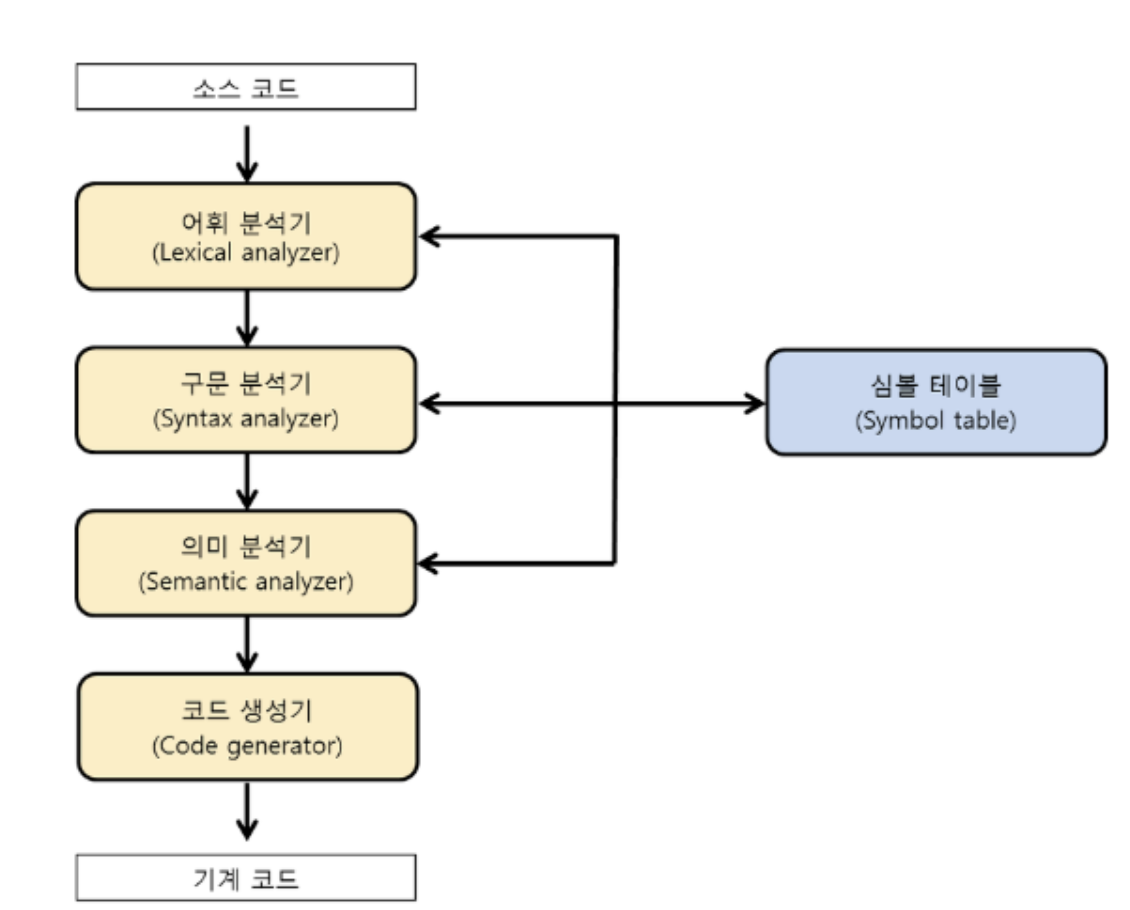 소스 코드
어휘 분석기
(Lexical analyzer)
구문 분석기
(Syntax analyzer)
심볼 테이블
(Symbol table)
의미 분석기
(Semantic analyzer)
코드 생성기
(Code generator)
기계 코드